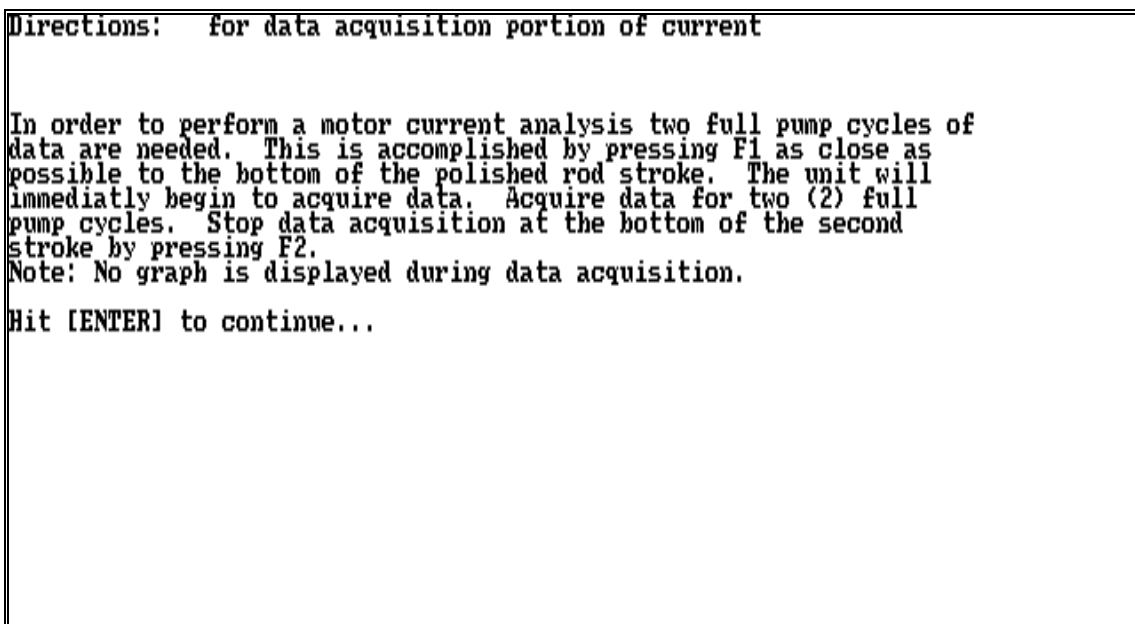 Directions:   for data acquisition portion of current
In order to perform a motor current analysis two full pump cycles of
data are needed.  This is accomplished by pressing F1 as close as
possible to the bottom of the polished rod stroke.  The unit will
immediatly begin to acquire data.  Acquire data for two (2) full
pump cycles.  Stop data acquisition at the bottom of the second
stroke by pressing F2.
Note: No graph is displayed during data acquisition.
Hit [ENTER] to continue...